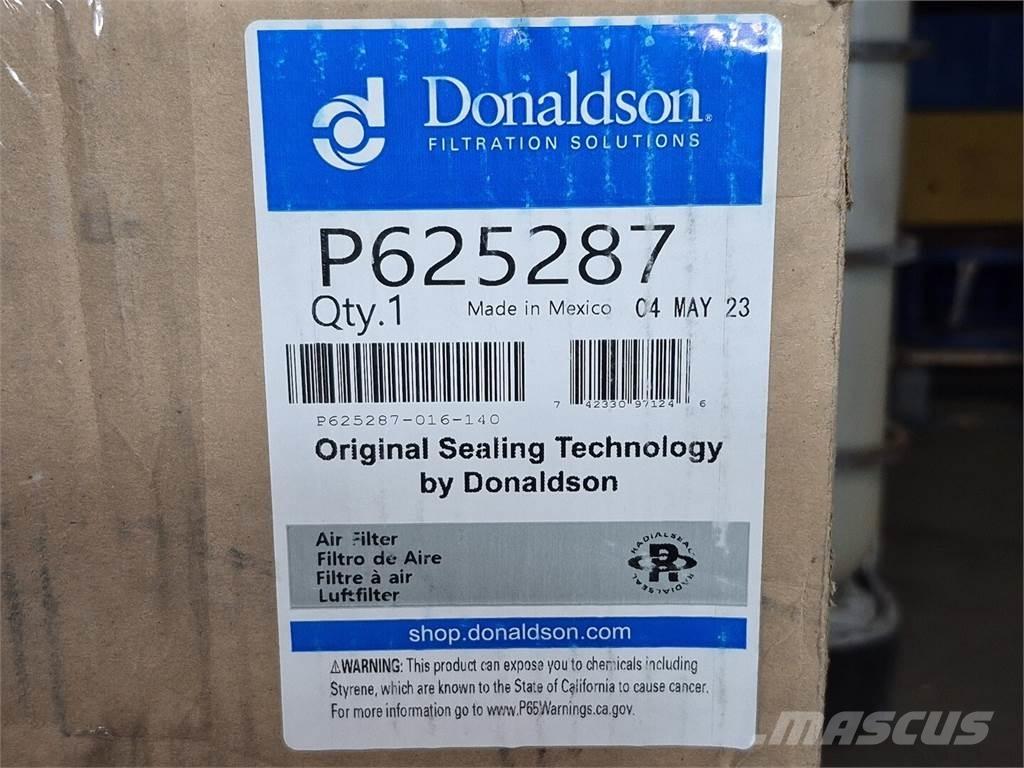 Donaldson®
FILTRATION SOLUTIONS
P625287
Qty.1 Made in Mexico 04 MAY 23
P625287-016-140
7 42330 97124 6
Original Sealing Technology
by Donaldson
Air Filter
Filtro de Aire
Filtre à air
Luftfilter
RADIALSEAL
RADIALSEAL
shop.donaldson.com
⚠WARNING: This product can expose you to chemicals including
Styrene, which are known to the State of California to cause cancer.
For more information go to www.P65Warnings.ca.gov.
MASCUS